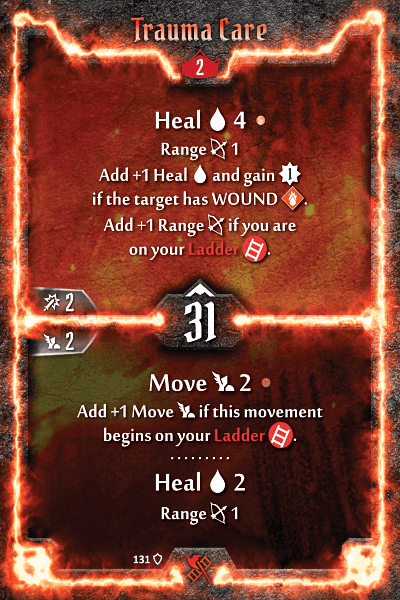 Trauma Care
2
Heal 4
Range 1
Add +1 Heal and gain 1
if the target has WOUND .
Add +1 Range if you are
on your Ladder .
2
31
2
Move 2
Add +1 Move if this movement
begins on your Ladder .
Heal 2
Range 1
131